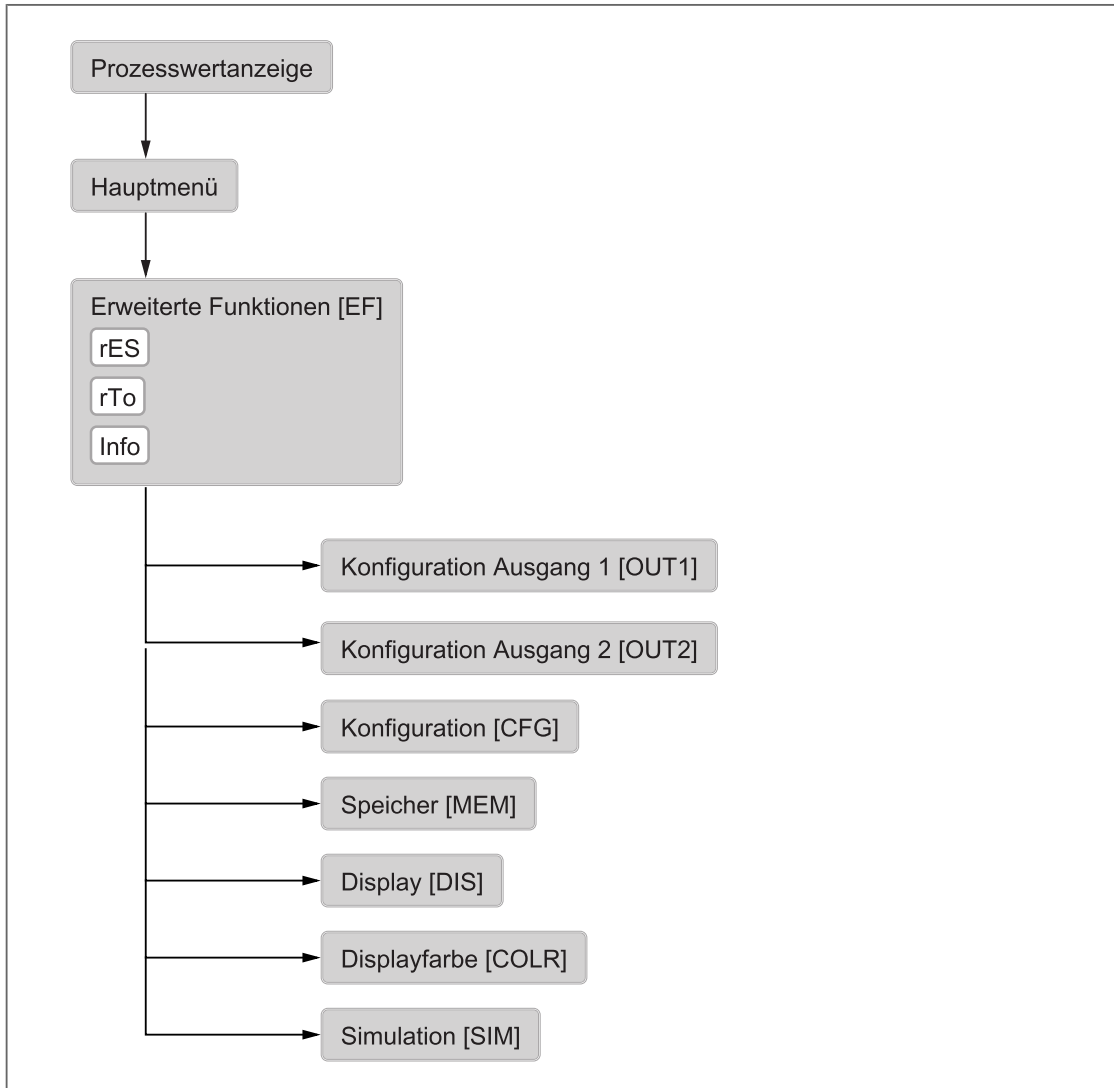 Prozesswertanzeige
Hauptmenü
Erweiterte Funktionen [EF]
rES
rTo
Info
Konfiguration Ausgang 1 [OUT1]
Konfiguration Ausgang 2 [OUT2]
Konfiguration [CFG]
Speicher [MEM]
Display [DIS]
Displayfarbe [COLR]
Simulation [SIM]